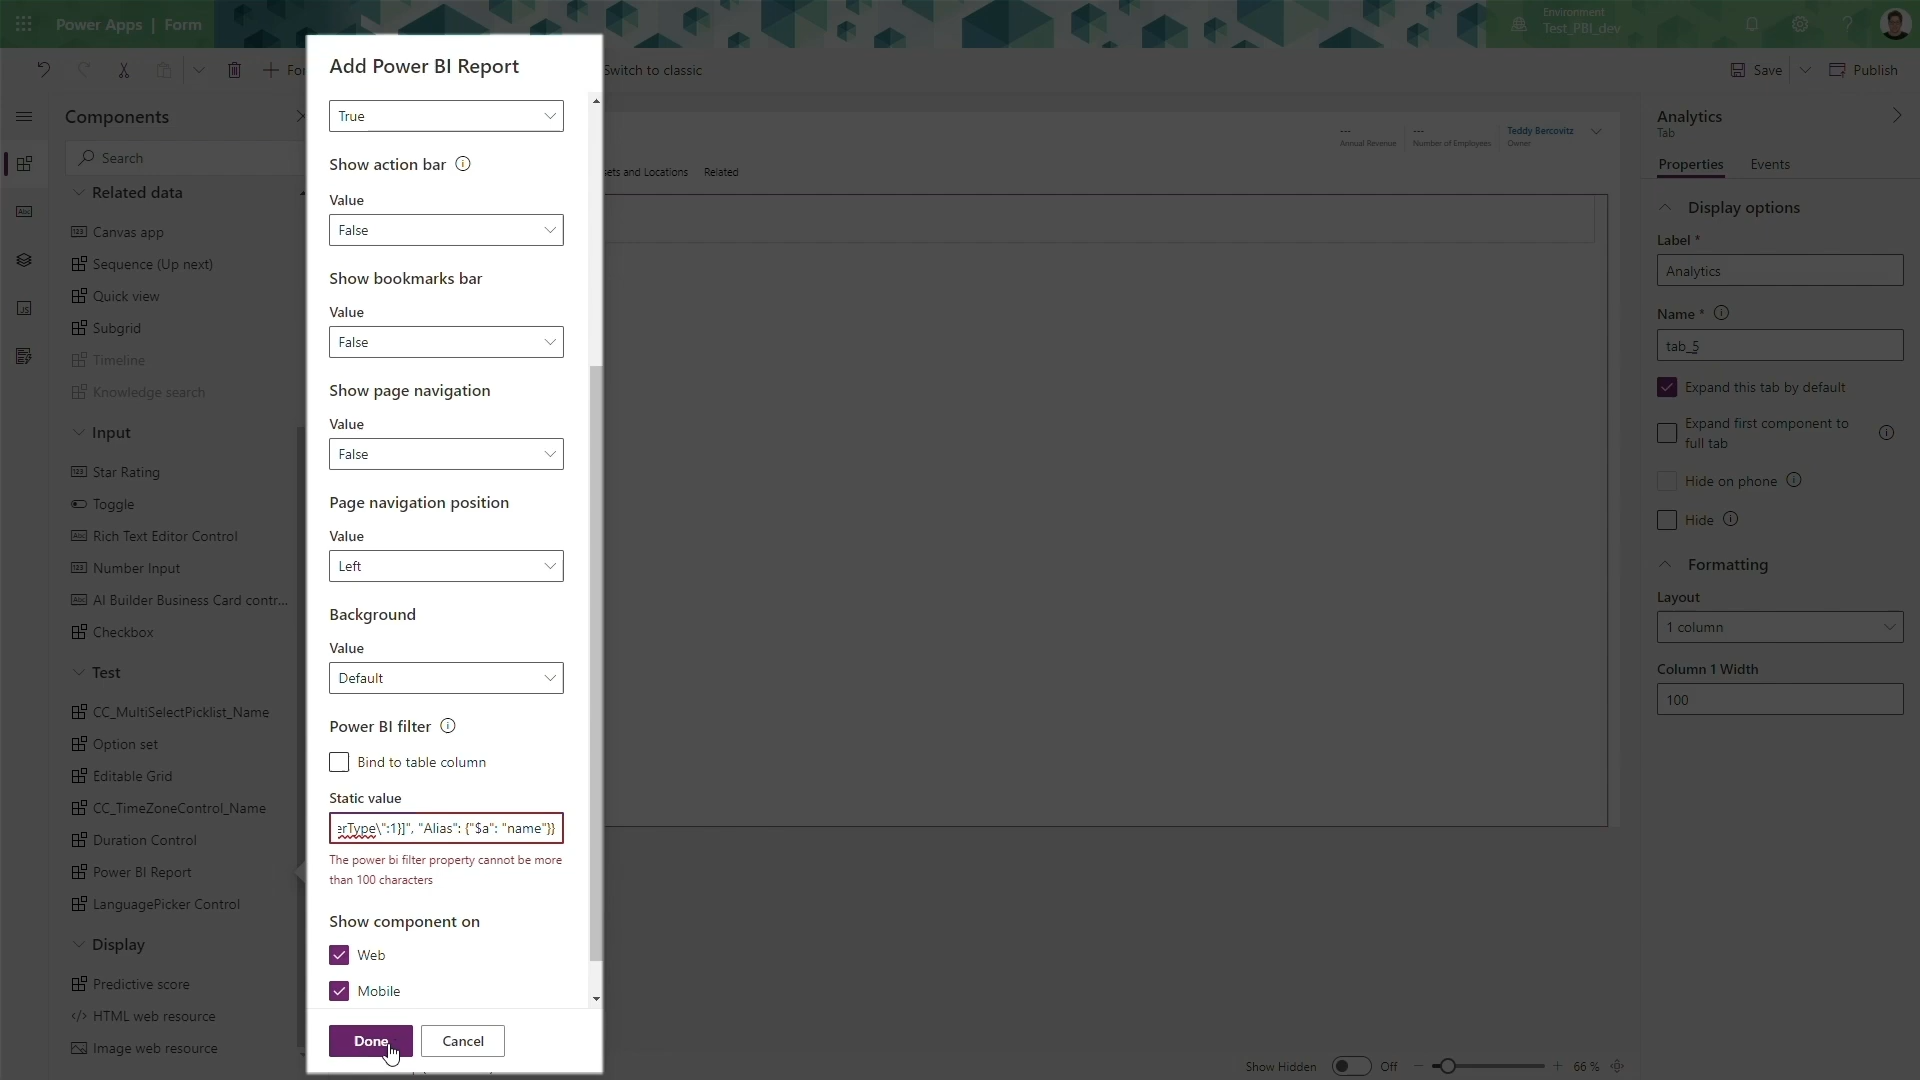 Power Apps | Form
Environment
Test_PBI_dev
Switch to classic
Save
Publish
Components
Search
Related data
Canvas app
Sequence (Up next)
Quick view
Subgrid
Timeline
Knowledge search
Input
Star Rating
Toggle
Rich Text Editor Control
Number Input
AI Builder Business Card contr...
Checkbox
Test
CC_MultiSelectPicklist_Name
Option set
Editable Grid
CC_TimeZoneControl_Name
Duration Control
Power BI Report
LanguagePicker Control
Display
Predictive score
HTML web resource
Image web resource
Add Power BI Report
True
Show action bar
Value
False
Show bookmarks bar
Value
False
Show page navigation
Value
False
Page navigation position
Value
Left
Background
Value
Default
Power BI filter
Bind to table column
Static value
erType\":1}]", "Alias": {"$a": "name"}}
The power bi filter property cannot be more
than 100 characters
Show component on
Web
Mobile
Done
Cancel
---
Annual Revenue
---
Number of Employees
Teddy Bercovitz
Owner
sets and Locations
Related
Analytics
Tab
Properties
Events
Display options
Label *
Analytics
Name *
tab_5
Expand this tab by default
Expand first component to
full tab
Hide on phone
Hide
Formatting
Layout
1 column
Column 1 Width
100
Show Hidden
Off
66 %